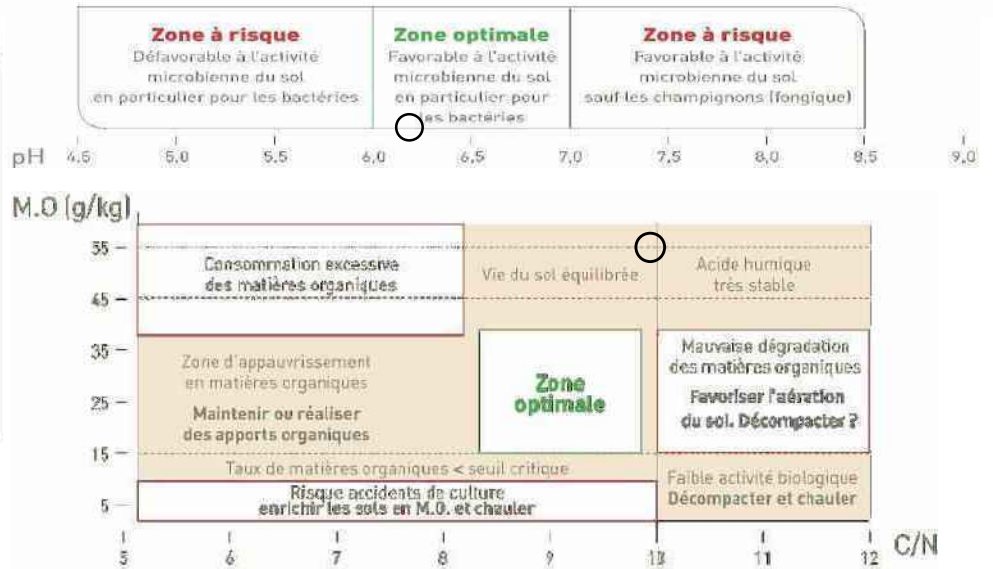 Zone à risque
Défavorable à l'activité
microbienne du sol
en particulier pour les bactéries
Zone optimale
Favorable à l'activité
microbienne du sol
en particulier pour
les bactéries
Zone à risque
Favorable à l'activité
microbienne du sol
sauf les champignons (fongique)
pH 4.5 5.0 5.5 6.0 6.5 7.0 7.5 8.0 8.5 9.0
M.O (g/kg)
55
45
35
25
15
5
Consommation excessive
des matières organiques
Vie du sol équilibrée
Acide humique
très stable
Zone d'appauvrissement
en matières organiques
Maintenir ou réaliser
des apports organiques
Zone
optimale
Mauvaise dégradation
des matières organiques
Favoriser l'aération
du sol. Décompacter ?
Taux de matières organiques < seuil critique
Risque accidents de culture
enrichir les sols en M.O. et chauler
Faible activité biologique
Décompacter et chauler
5 6 7 8 9 10 11 12 C/N